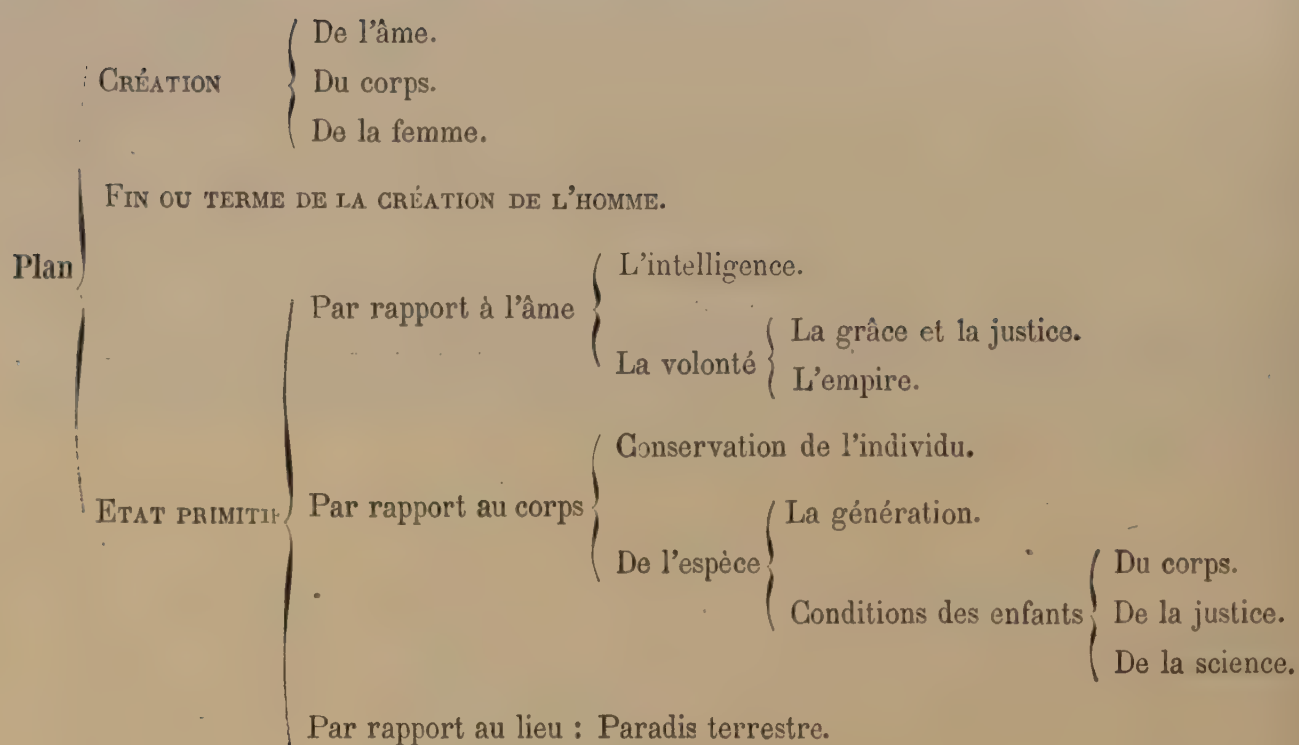 De l'âme.
CRÉATION
Du corps.
De la femme.
FIN OU TERME DE LA CRÉATION DE L'HOMME.
Plan
L'intelligence.
Par rapport à l'âme
La grâce et la justice.
La volonté
L'empire.
Conservation de l'individu.
ETAT PRIMITIF
Par rapport au corps
La génération.
De l'espèce
Du corps.
Conditions des enfants
De la justice.
De la science.
Par rapport au lieu : Paradis terrestre.